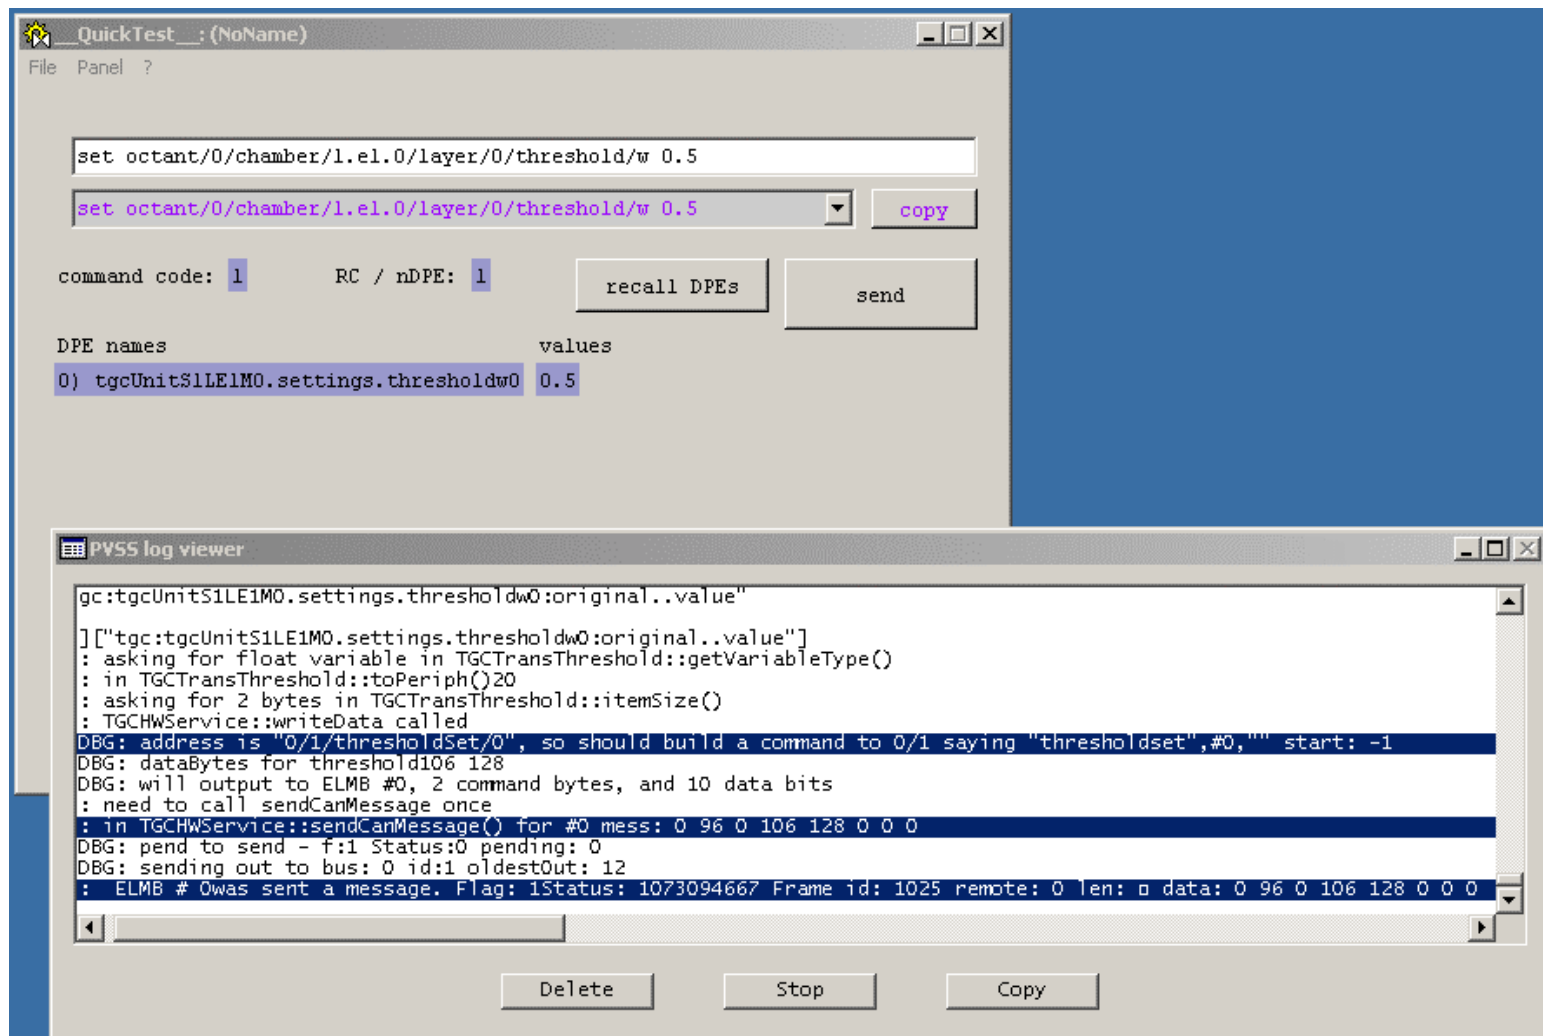 __QuickTest__: (NoName)
File Panel ?
set octant/0/chamber/1.e1.0/layer/0/threshold/w 0.5
set octant/0/chamber/1.e1.0/layer/0/threshold/w 0.5
copy
command code: 1 RC / nDPE: 1
recall DPEs
send
DPE names values
0) tgcUnitS1LE1M0.settings.thresholdw0 0.5
PVSS log viewer
gc:tgcUnitS1LE1M0.settings.thresholdw0:original..value"
]["tgc:tgcUnitS1LE1M0.settings.thresholdw0:original..value"]
: asking for float variable in TGCTransThreshold::getVariableType()
: in TGCTransThreshold::toPeriph()20
: asking for 2 bytes in TGCTransThreshold::itemSize()
: TGCHWService::writeData called
DBG: address is "0/1/thresholdSet/0", so should build a command to 0/1 saying "thresholdset",#0,"" start: -1
DBG: dataBytes for threshold106 128
DBG: will output to ELMB #0, 2 command bytes, and 10 data bits
: need to call sendCanMessage once
: in TGCHWService::sendCanMessage() for #0 mess: 0 96 0 106 128 0 0 0
DBG: pend to send - f:1 Status:0 pending: 0
DBG: sending out to bus: 0 id:1 oldestOut: 12
:  ELMB # 0was sent a message. Flag: 1Status: 1073094667 Frame id: 1025 remote: 0 len: ▯ data: 0 96 0 106 128 0 0 0
Delete Stop Copy